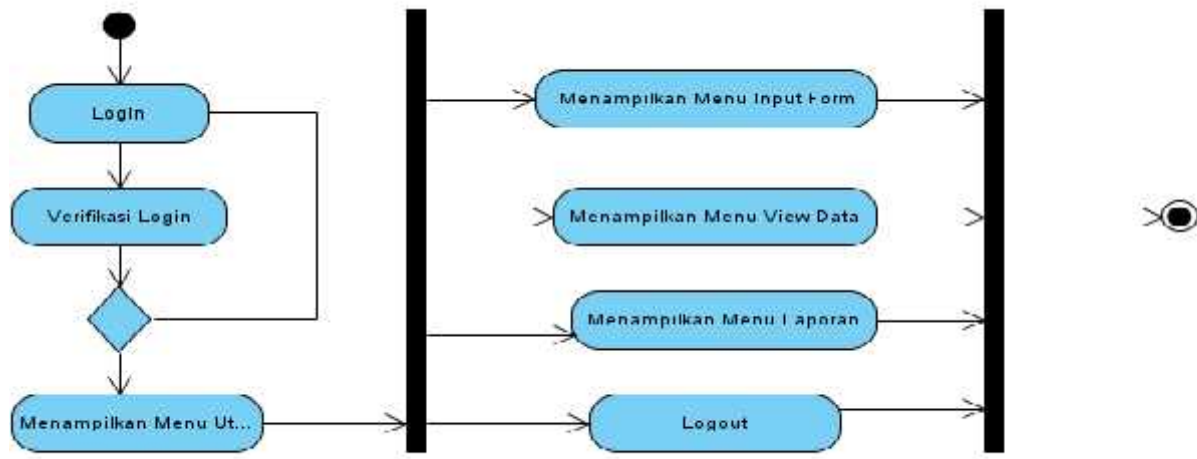 Login
Verifikasi Login
Menampilkan Menu Ut...
Menampilkan Menu Input Form
Menampilkan Menu View Data
Menampilkan Menu Laporan
Logout